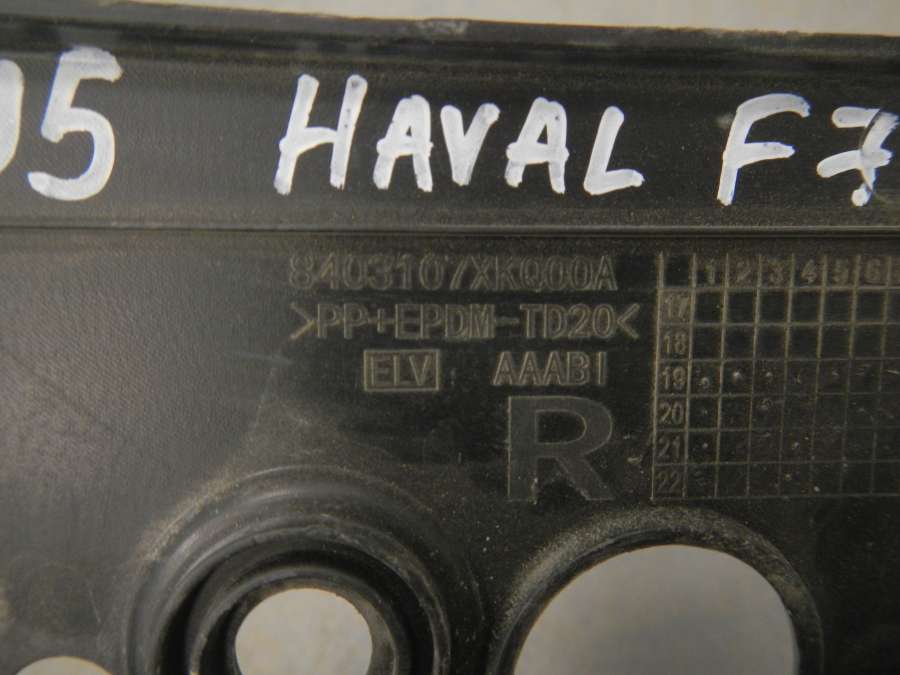 05 HAVAL F7
8403107XKQ00A
>PP+EPDM-TD20<
ELV AAABI
R
1 2 3 4 5 6
17
18
19
20
21
22